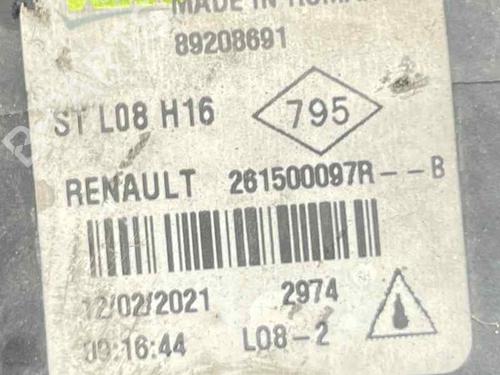 89208691
ST L08 H16
795
RENAULT 261500097R--B
12/02/2021 2974
09:16:44 L08-2